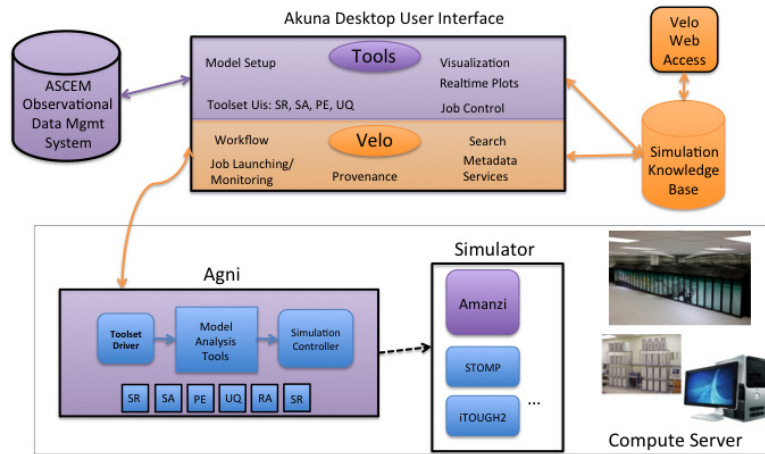 Akuna Desktop User Interface
ASCEM
Observational
Data Mgmt
System
Tools
Model Setup
Visualization
Realtime Plots
Toolset Uis: SR, SA, PE, UQ
Job Control
Velo
Web
Access
Workflow
Velo
Search
Job Launching/
Monitoring
Provenance
Metadata
Services
Simulation
Knowledge
Base
Agni
Toolset
Driver
Model
Analysis
Tools
Simulation
Controller
SR SA PE UQ RA SR
Simulator
Amanzi
STOMP
iTOUGH2
...
Compute Server